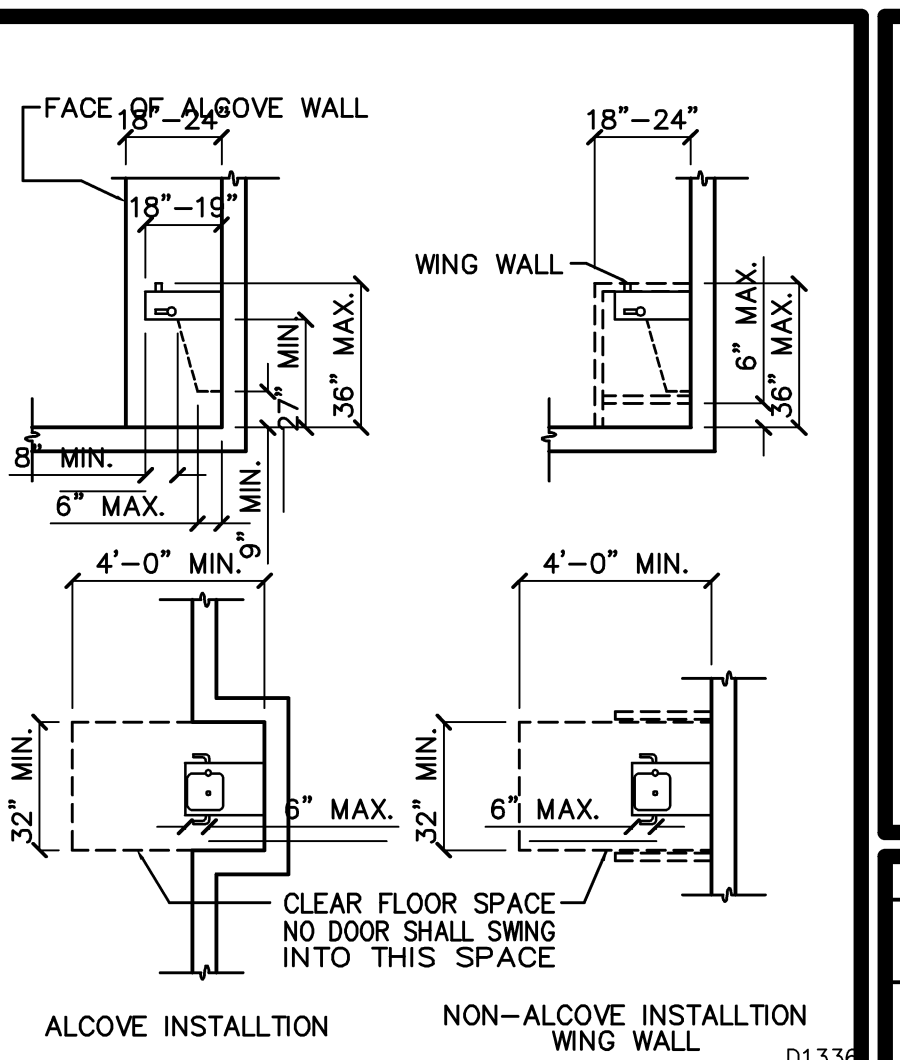 FACE OF ALCOVE WALL
18"-24"
18"-19"
27" MIN.
36" MAX.
8" MIN.
6" MAX.
9" MIN.
18"-24"
WING WALL
6" MAX.
36" MAX.
4'-0" MIN.
32" MIN.
6" MAX.
4'-0" MIN.
32" MIN.
6" MAX.
CLEAR FLOOR SPACE
NO DOOR SHALL SWING
INTO THIS SPACE
ALCOVE INSTALLTION
NON-ALCOVE INSTALLTION
WING WALL
D1336